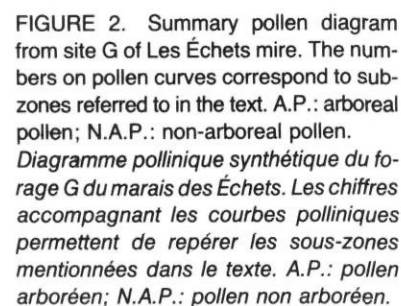 FIGURE 2. Summary pollen diagram
from site G of Les Échets mire. The num-
bers on pollen curves correspond to sub-
zones referred to in the text. A.P.: arboreal
pollen; N.A.P.: non-arboreal pollen.
Diagramme pollinique synthétique du fo-
rage G du marais des Échets. Les chiffres
accompagnant les courbes polliniques
permettent de repérer les sous-zones
mentionnées dans le texte. A.P.: pollen
arboréen; N.A.P.: pollen non arboréen.